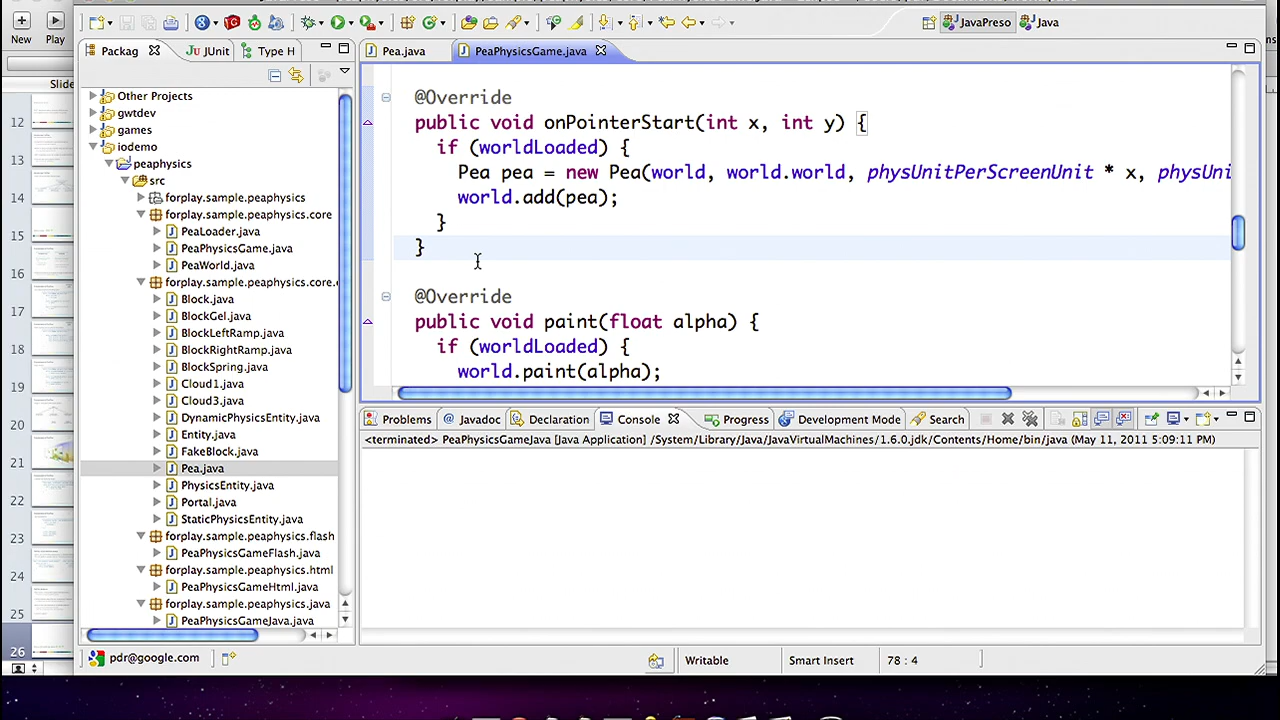 New
Play
JavaPreso
Java
Packag
JUnit
Type H
Pea.java
PeaPhysicsGame.java
Slide
12
13
14
15
16
17
18
19
20
21
22
23
24
25
26
Other Projects
gwtdev
games
iodemo
peaphysics
src
forplay.sample.peaphysics
forplay.sample.peaphysics.core
PeaLoader.java
PeaPhysicsGame.java
PeaWorld.java
forplay.sample.peaphysics.core.
Block.java
BlockGel.java
BlockLeftRamp.java
BlockRightRamp.java
BlockSpring.java
Cloud1.java
Cloud3.java
DynamicPhysicsEntity.java
Entity.java
FakeBlock.java
Pea.java
PhysicsEntity.java
Portal.java
StaticPhysicsEntity.java
forplay.sample.peaphysics.flash
PeaPhysicsGameFlash.java
forplay.sample.peaphysics.html
PeaPhysicsGameHtml.java
forplay.sample.peaphysics.java
PeaPhysicsGameJava.java
@Override
public void onPointerStart(int x, int y) {
if (worldLoaded) {
Pea pea = new Pea(world, world.world, physUnitPerScreenUnit * x, physUni
world.add(pea);
}
}
@Override
public void paint(float alpha) {
if (worldLoaded) {
world.paint(alpha);
Problems
Javadoc
Declaration
Console
Progress
Development Mode
Search
<terminated> PeaPhysicsGameJava [Java Application] /System/Library/Java/JavaVirtualMachines/1.6.0.jdk/Contents/Home/bin/java (May 11, 2011 5:09:11 PM)
pdr@google.com
Writable
Smart Insert
78 : 4